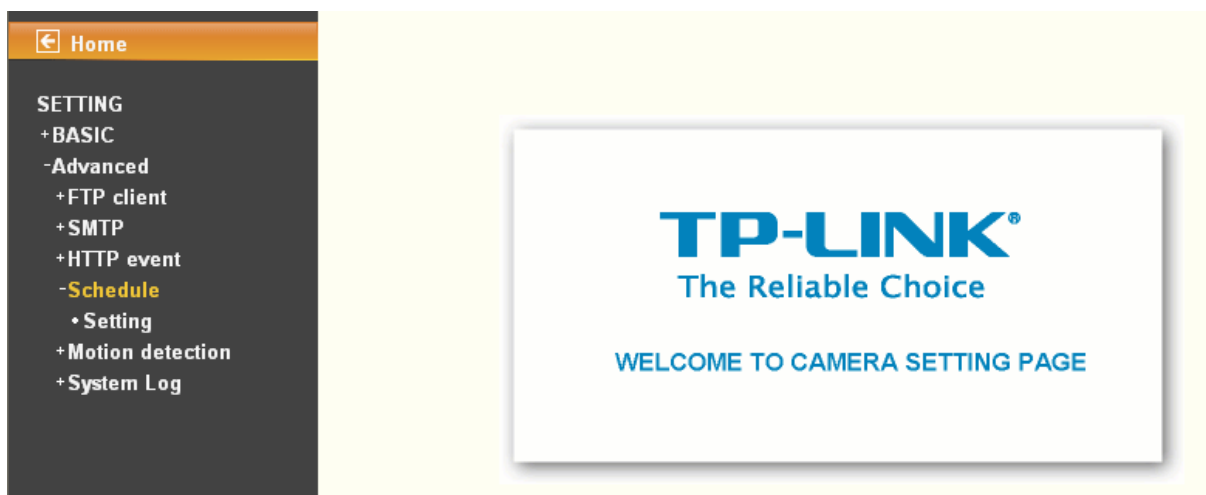 Home
SETTING
+BASIC
-Advanced
+FTP client
+SMTP
+HTTP event
-Schedule
• Setting
+Motion detection
+System Log
TP-LINK®
The Reliable Choice
WELCOME TO CAMERA SETTING PAGE